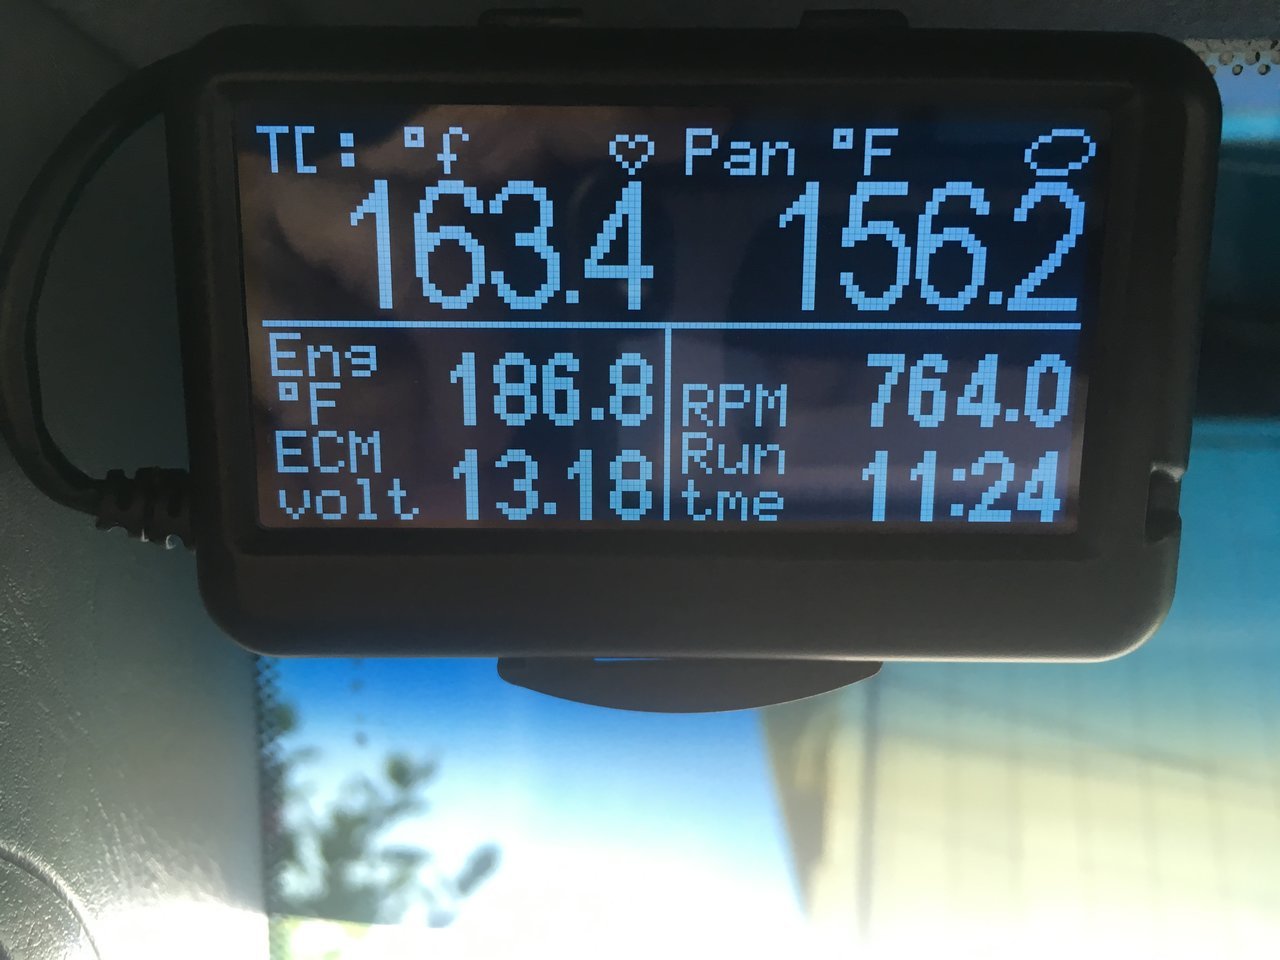 TC: °f Pan °F
163.4 156.2
Eng °F 186.8
RPM 764.0
ECM volt 13.18
Run tme 11:24